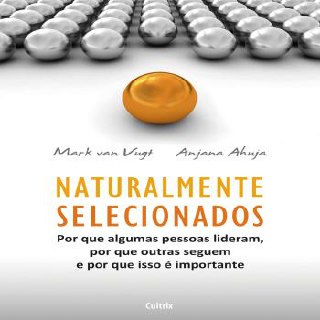 Mark van Vugt Anjana Ahuja
NATURALMENTE
SELECIONADOS
Por que algumas pessoas lideram,
por que outras seguem
e por que isso é importante
Cultrix